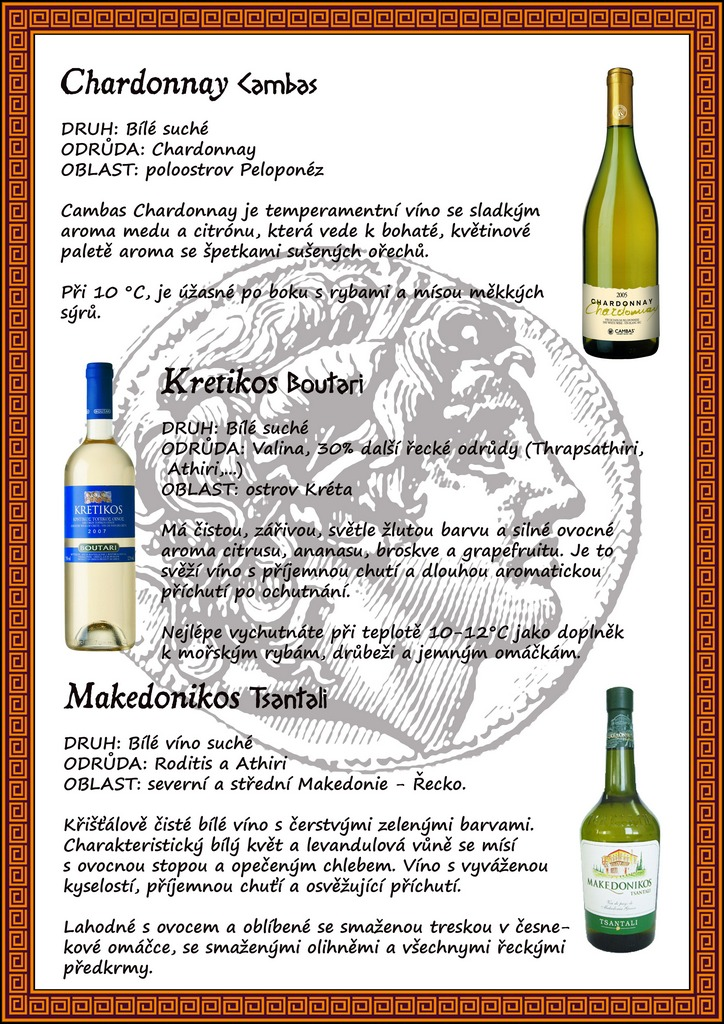 Chardonnay Cambas
DRUH: Bílé suché
ODRŮDA: Chardonnay
OBLAST: poloostrov Peloponéz
Cambas Chardonnay je temperamentní víno se sladkým
aroma medu a citrónu, která vede k bohaté, květinové
paletě aroma se špetkami sušených ořechů.
Při 10 °C, je úžasné po boku s rybami a mísou měkkých
sýrů.
2005
CHARDONNAY
Chardonnay
CAMBAS
Kretikos Boutari
DRUH: Bílé suché
ODRŮDA: Valina, 30% další řecké odrůdy (Thrapsathiri,
Athiri,...)
OBLAST: ostrov Kréta
Má čistou, zářivou, světle žlutou barvu a silné ovocné
aroma citrusu, ananasu, broskve a grapefruitu. Je to
svěží víno s příjemnou chutí a dlouhou aromatickou
příchutí po ochutnání.
Nejlépe vychutnáte při teplotě 10-12°C jako doplněk
k mořským rybám, drůbeži a jemným omáčkám.
KRETIKOS
2007
BOUTARI
Makedonikos Tsantali
DRUH: Bílé víno suché
ODRŮDA: Roditis a Athiri
OBLAST: severní a střední Makedonie - Řecko.
Křišťálově čisté bílé víno s čerstvými zelenými barvami.
Charakteristický bílý květ a levandulová vůně se mísí
s ovocnou stopou a opečeným chlebem. Víno s vyváženou
kyselostí, příjemnou chuťí a osvěžující příchutí.
Lahodné s ovocem a oblíbené se smaženou treskou v česne-
kové omáčce, se smaženými olihněmi a všechnymi řeckými
předkrmy.
MAKEDONIKOS
TSANTALI
TSANTALI